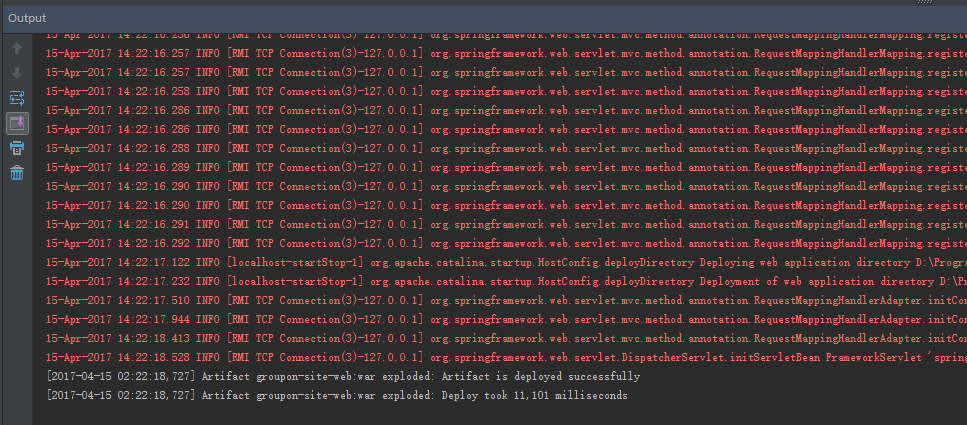 Output
15-Apr-2017 14:22:16.256 INFO [RMI TCP Connection(3)-127.0.0.1] org.springframework.web.servlet.mvc.method.annotation.RequestMappingHandlerMapping.registe
15-Apr-2017 14:22:16.257 INFO [RMI TCP Connection(3)-127.0.0.1] org.springframework.web.servlet.mvc.method.annotation.RequestMappingHandlerMapping.registe
15-Apr-2017 14:22:16.257 INFO [RMI TCP Connection(3)-127.0.0.1] org.springframework.web.servlet.mvc.method.annotation.RequestMappingHandlerMapping.registe
15-Apr-2017 14:22:16.258 INFO [RMI TCP Connection(3)-127.0.0.1] org.springframework.web.servlet.mvc.method.annotation.RequestMappingHandlerMapping.registe
15-Apr-2017 14:22:16.286 INFO [RMI TCP Connection(3)-127.0.0.1] org.springframework.web.servlet.mvc.method.annotation.RequestMappingHandlerMapping.registe
15-Apr-2017 14:22:16.286 INFO [RMI TCP Connection(3)-127.0.0.1] org.springframework.web.servlet.mvc.method.annotation.RequestMappingHandlerMapping.registe
15-Apr-2017 14:22:16.288 INFO [RMI TCP Connection(3)-127.0.0.1] org.springframework.web.servlet.mvc.method.annotation.RequestMappingHandlerMapping.registe
15-Apr-2017 14:22:16.289 INFO [RMI TCP Connection(3)-127.0.0.1] org.springframework.web.servlet.mvc.method.annotation.RequestMappingHandlerMapping.registe
15-Apr-2017 14:22:16.290 INFO [RMI TCP Connection(3)-127.0.0.1] org.springframework.web.servlet.mvc.method.annotation.RequestMappingHandlerMapping.registe
15-Apr-2017 14:22:16.290 INFO [RMI TCP Connection(3)-127.0.0.1] org.springframework.web.servlet.mvc.method.annotation.RequestMappingHandlerMapping.registe
15-Apr-2017 14:22:16.291 INFO [RMI TCP Connection(3)-127.0.0.1] org.springframework.web.servlet.mvc.method.annotation.RequestMappingHandlerMapping.registe
15-Apr-2017 14:22:16.292 INFO [RMI TCP Connection(3)-127.0.0.1] org.springframework.web.servlet.mvc.method.annotation.RequestMappingHandlerMapping.registe
15-Apr-2017 14:22:17.122 INFO [localhost-startStop-1] org.apache.catalina.startup.HostConfig.deployDirectory Deploying web application directory D:\Progra
15-Apr-2017 14:22:17.232 INFO [localhost-startStop-1] org.apache.catalina.startup.HostConfig.deployDirectory Deployment of web application directory D:\Pr
15-Apr-2017 14:22:17.510 INFO [RMI TCP Connection(3)-127.0.0.1] org.springframework.web.servlet.mvc.method.annotation.RequestMappingHandlerAdapter.initCon
15-Apr-2017 14:22:17.944 INFO [RMI TCP Connection(3)-127.0.0.1] org.springframework.web.servlet.mvc.method.annotation.RequestMappingHandlerAdapter.initCon
15-Apr-2017 14:22:18.413 INFO [RMI TCP Connection(3)-127.0.0.1] org.springframework.web.servlet.mvc.method.annotation.RequestMappingHandlerAdapter.initCon
15-Apr-2017 14:22:18.528 INFO [RMI TCP Connection(3)-127.0.0.1] org.springframework.web.servlet.DispatcherServlet.initServletBean FrameworkServlet 'spring
[2017-04-15 02:22:18,727] Artifact groupon-site-web:war exploded: Artifact is deployed successfully
[2017-04-15 02:22:18,727] Artifact groupon-site-web:war exploded: Deploy took 11,101 milliseconds